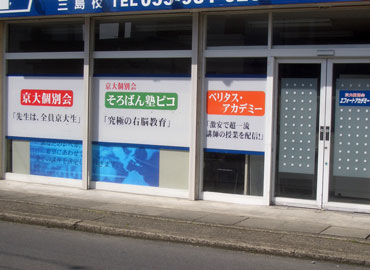 三島校 TEL 055-981-
京大個別会
「先生は、全員京大生」
そろばん塾ピコ
「究極の右脳教育」
ベリタス・
アカデミー
「激安で超一流
講師の授業を配信!」
京大個別会
エフォートアカデミー